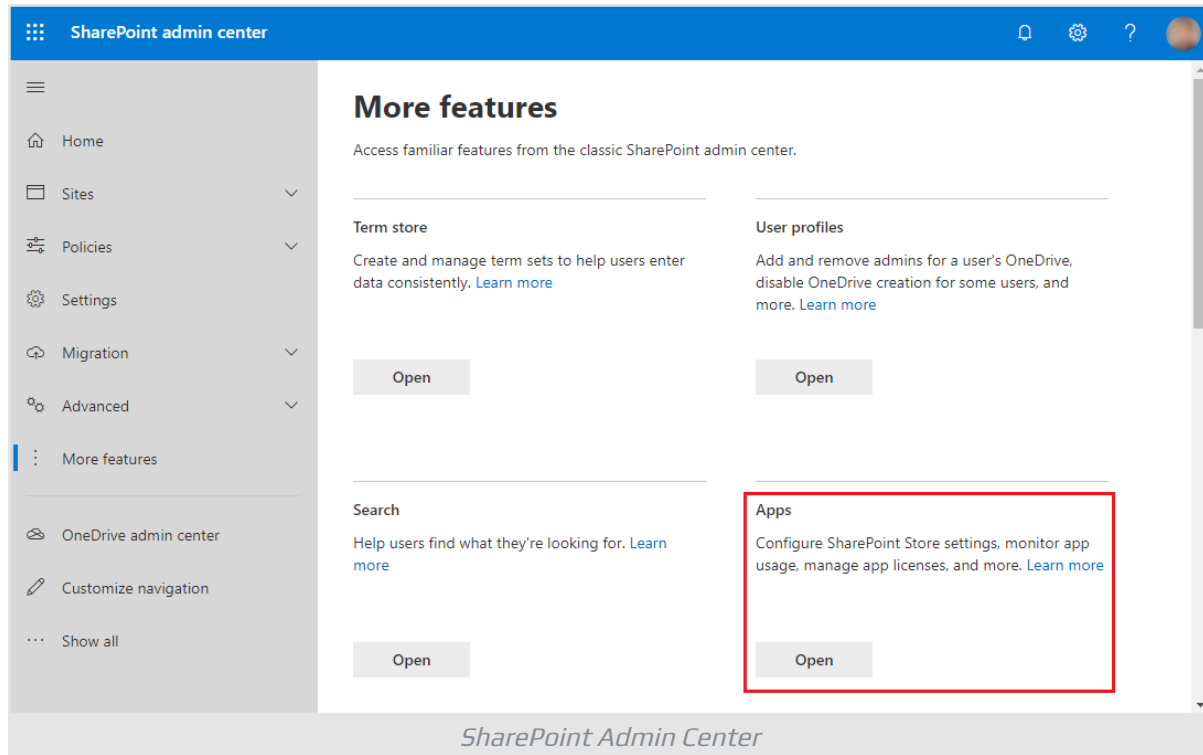 SharePoint admin center
Home
Sites
Policies
Settings
Migration
Advanced
More features
OneDrive admin center
Customize navigation
Show all
More features
Access familiar features from the classic SharePoint admin center.
Term store
Create and manage term sets to help users enter
data consistently. Learn more
Open
User profiles
Add and remove admins for a user's OneDrive,
disable OneDrive creation for some users, and
more. Learn more
Open
Search
Help users find what they're looking for. Learn
more
Open
Apps
Configure SharePoint Store settings, monitor app
usage, manage app licenses, and more. Learn more
Open
SharePoint Admin Center